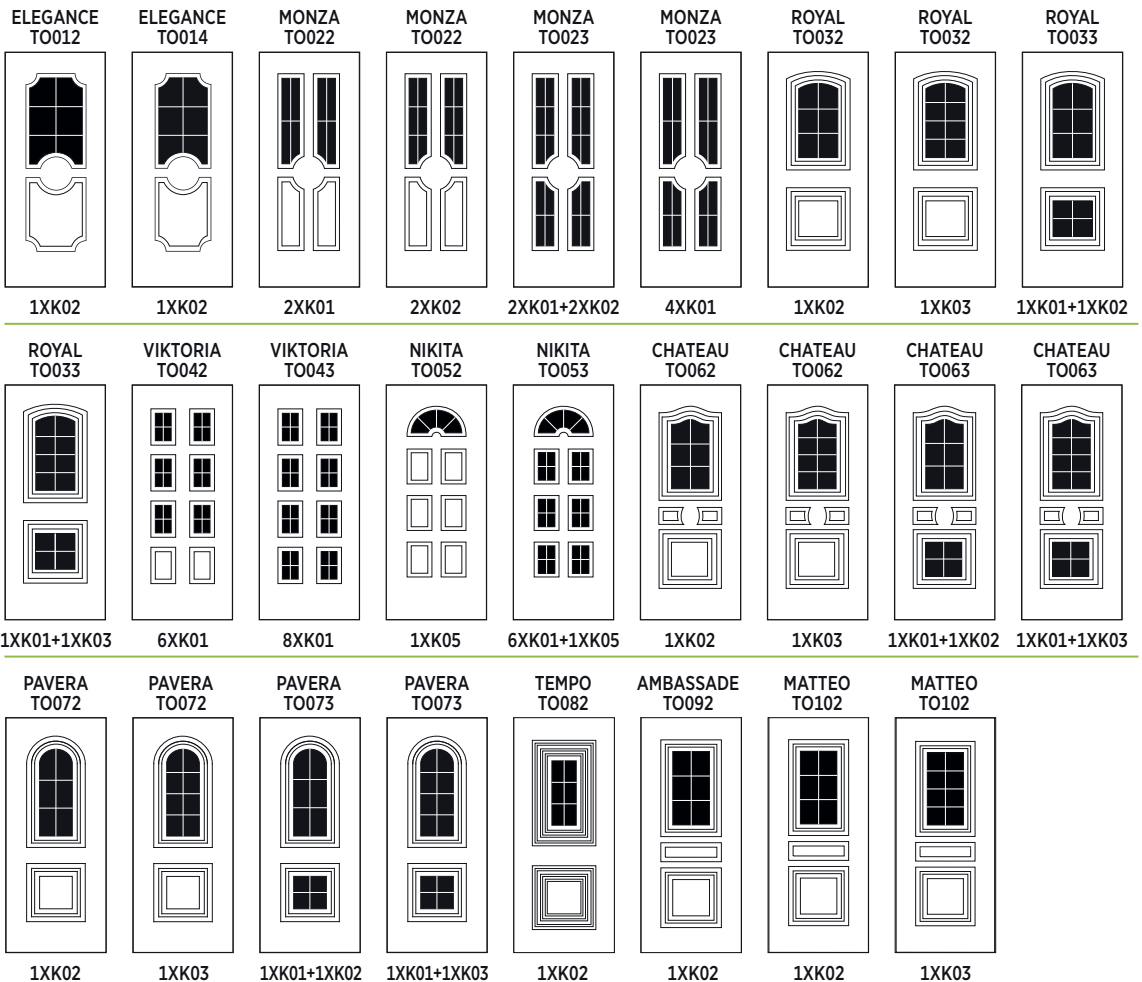 ELEGANCE
TO012
ELEGANCE
TO014
MONZA
TO022
MONZA
TO022
MONZA
TO023
MONZA
TO023
ROYAL
TO032
ROYAL
TO032
ROYAL
TO033
1XK02
1XK02
2XK01
2XK02
2XK01+2XK02
4XK01
1XK02
1XK03
1XK01+1XK02
ROYAL
TO033
VIKTORIA
TO042
VIKTORIA
TO043
NIKITA
TO052
NIKITA
TO053
CHATEAU
TO062
CHATEAU
TO062
CHATEAU
TO063
CHATEAU
TO063
1XK01+1XK03
6XK01
8XK01
1XK05
6XK01+1XK05
1XK02
1XK03
1XK01+1XK02
1XK01+1XK03
PAVERA
TO072
PAVERA
TO072
PAVERA
TO073
PAVERA
TO073
TEMPO
TO082
AMBASSADE
TO092
MATTEO
TO102
MATTEO
TO102
1XK02
1XK03
1XK01+1XK02
1XK01+1XK03
1XK02
1XK02
1XK02
1XK03